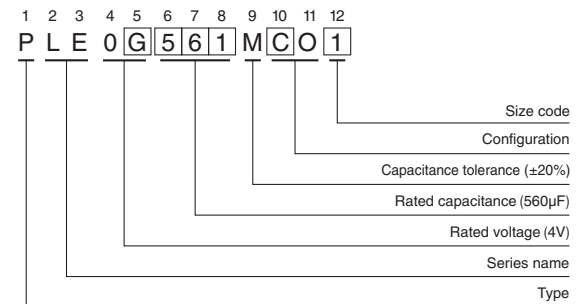 1 2 3 4 5 6 7 8 9 10 11 12
P L E 0 G 5 6 1 M C O 1
Size code
Configuration
Capacitance tolerance (±20%)
Rated capacitance (560µF)
Rated voltage (4V)
Series name
Type